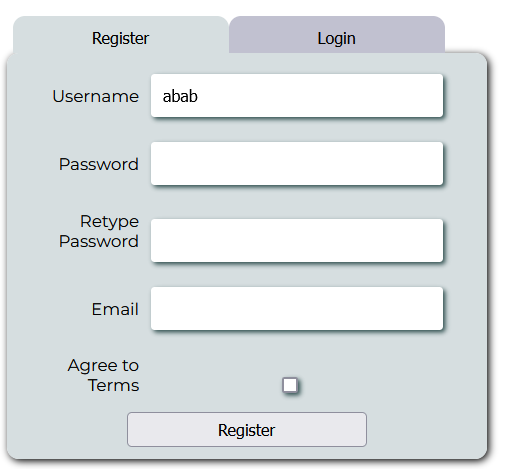 Register Login
Username abab
Password
Retype
Password
Email
Agree to
Terms
Register